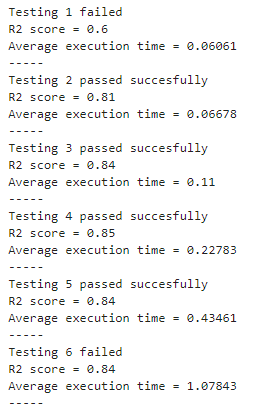 Testing 1 failed
R2 score = 0.6
Average execution time = 0.06061
-----
Testing 2 passed succesfully
R2 score = 0.81
Average execution time = 0.06678
-----
Testing 3 passed succesfully
R2 score = 0.84
Average execution time = 0.11
-----
Testing 4 passed succesfully
R2 score = 0.85
Average execution time = 0.22783
-----
Testing 5 passed succesfully
R2 score = 0.84
Average execution time = 0.43461
-----
Testing 6 failed
R2 score = 0.84
Average execution time = 1.07843
-----